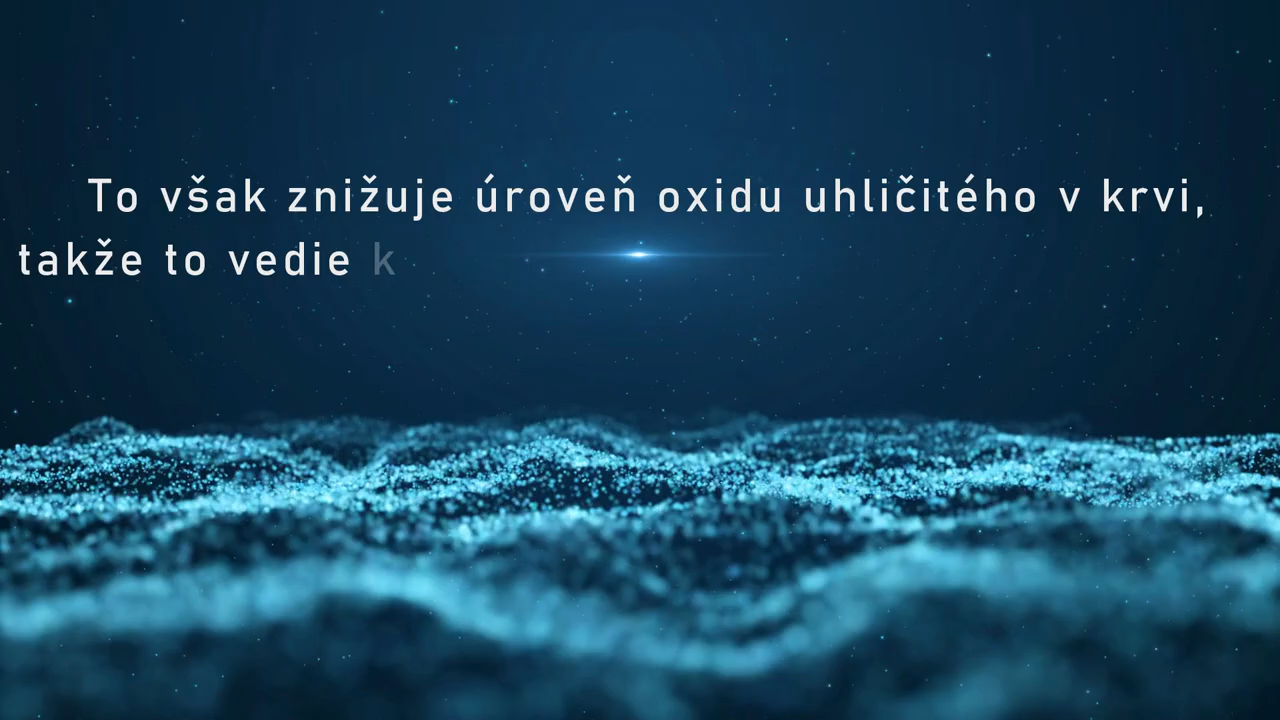 To však znižuje úroveň oxidu uhličitého v krvi,
takže to vedie k